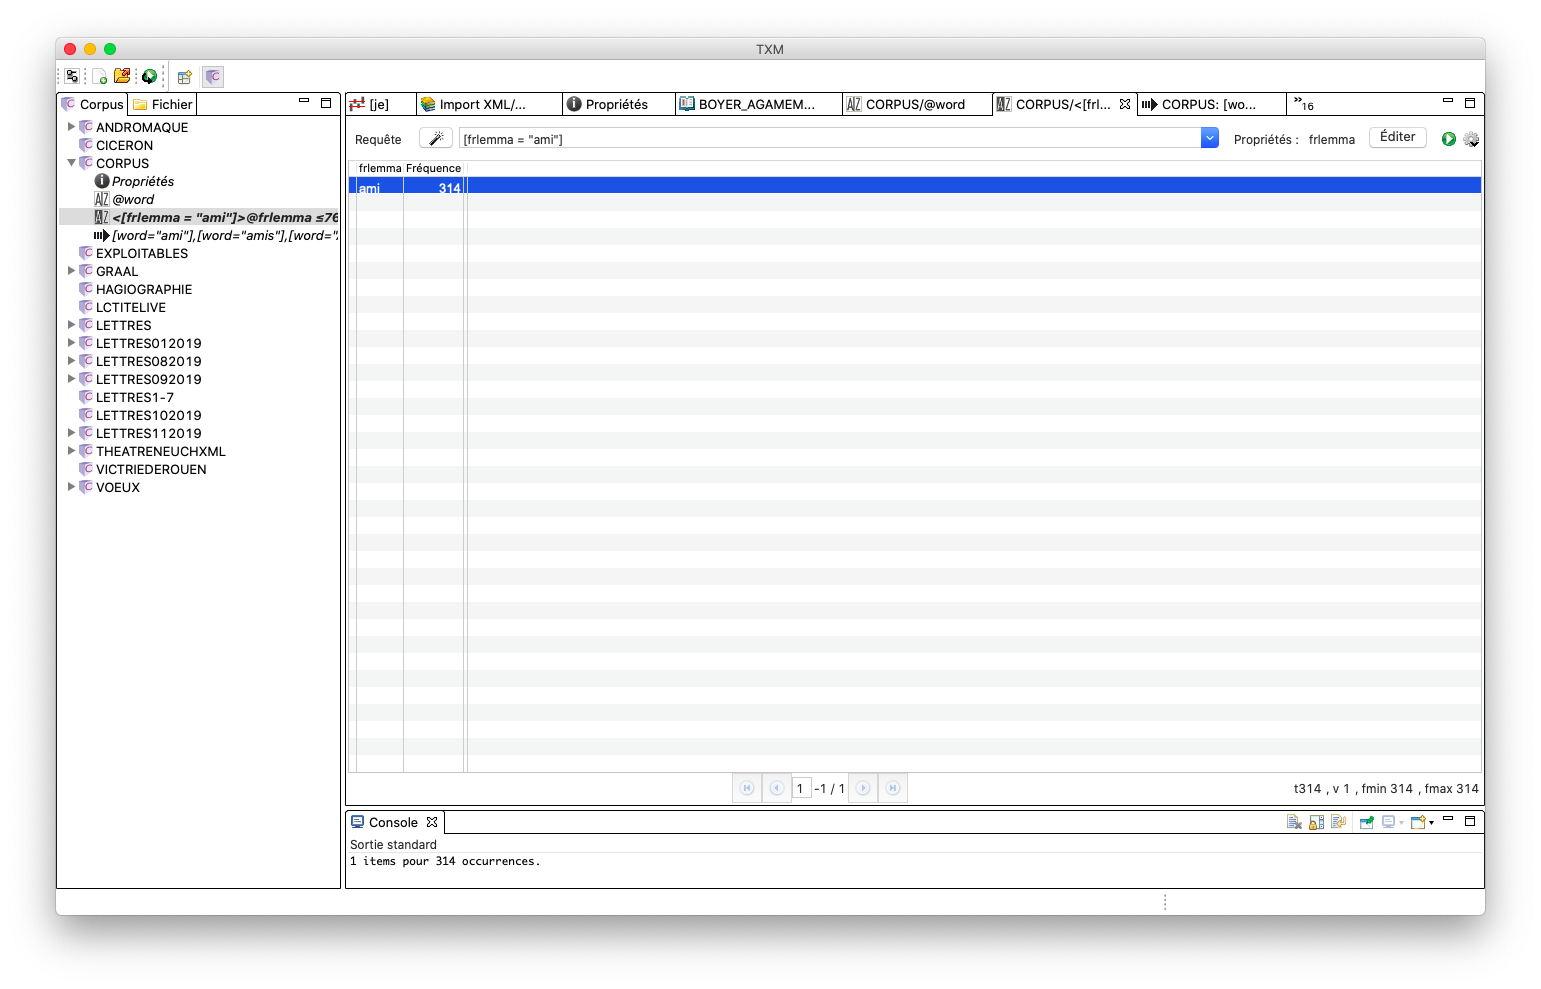 TXM
Corpus
Fichier
ANDROMAQUE
CICERON
CORPUS
Propriétés
@word
<[frlemma = "ami"]>@frlemma ≤76
[word="ami"],[word="amis"],[word="
EXPLOITABLES
GRAAL
HAGIOGRAPHIE
LCTITELIVE
LETTRES
LETTRES012019
LETTRES082019
LETTRES092019
LETTRES1-7
LETTRES102019
LETTRES112019
THEATRENEUCHXML
VICTRIEDEROUEN
VOEUX
[je]
Import XML/...
Propriétés
BOYER_AGAMEM...
CORPUS/@word
CORPUS/<[frl...
CORPUS: [wo...
»16
Requête
[frlemma = "ami"]
Propriétés : frlemma
Éditer
frlemma Fréquence
ami 314
1 -1 / 1
t314 , v 1 , fmin 314 , fmax 314
Console
Sortie standard
1 items pour 314 occurrences.